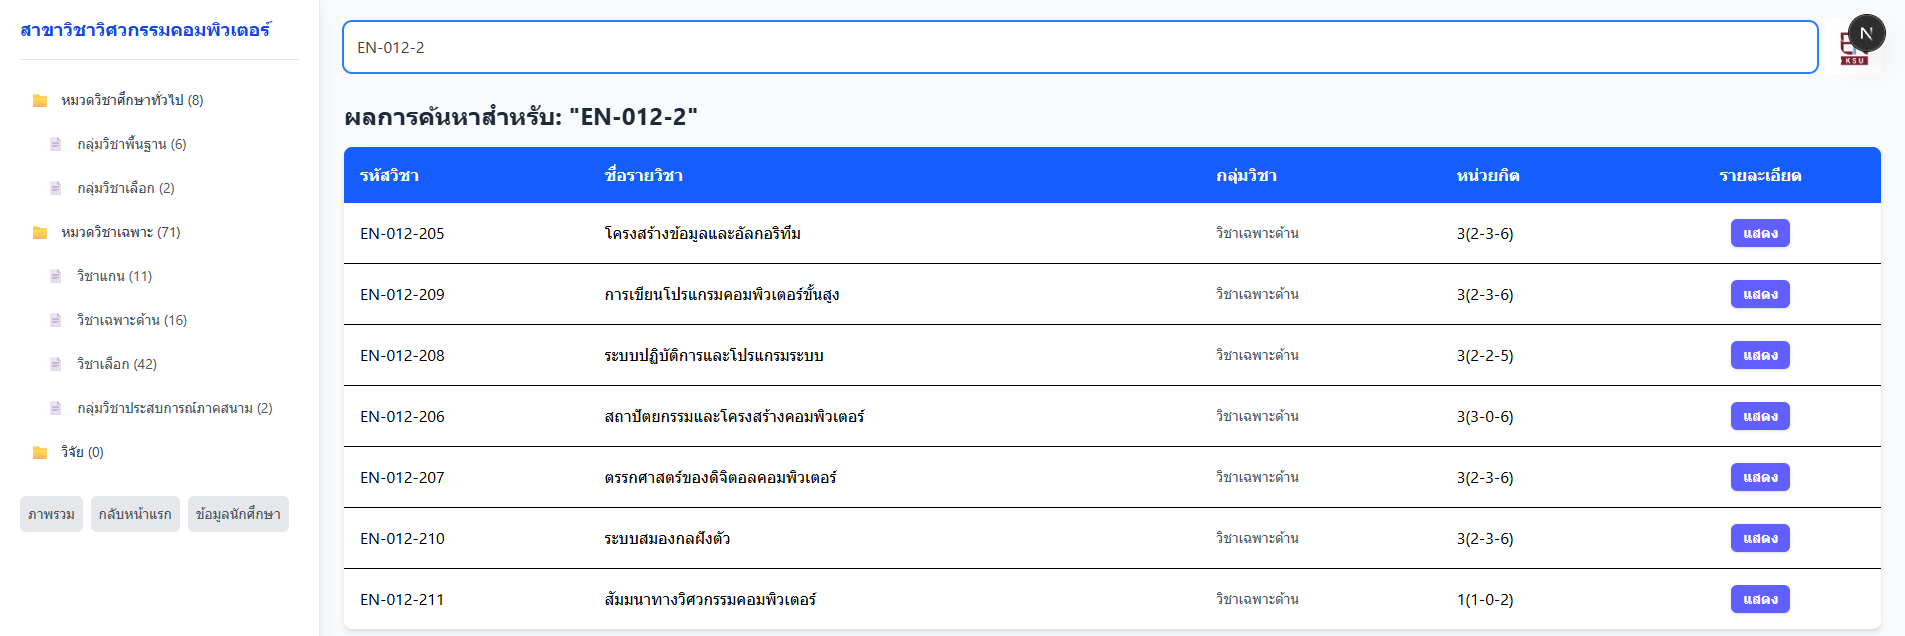 สาขาวิชาวิศวกรรมคอมพิวเตอร์
หมวดวิชาศึกษาทั่วไป (8)
กลุ่มวิชาพื้นฐาน (6)
กลุ่มวิชาเลือก (2)
หมวดวิชาเฉพาะ (71)
วิชาแกน (11)
วิชาเฉพาะด้าน (16)
วิชาเลือก (42)
กลุ่มวิชาประสบการณ์ภาคสนาม (2)
วิจัย (0)
ภาพรวม กลับหน้าแรก ข้อมูลนักศึกษา
EN-012-2
N
KSU
ผลการค้นหาสำหรับ: "EN-012-2"
รหัสวิชา ชื่อรายวิชา กลุ่มวิชา หน่วยกิต รายละเอียด
EN-012-205 โครงสร้างข้อมูลและอัลกอริทึม วิชาเฉพาะด้าน 3(2-3-6) แสดง
EN-012-209 การเขียนโปรแกรมคอมพิวเตอร์ขั้นสูง วิชาเฉพาะด้าน 3(2-3-6) แสดง
EN-012-208 ระบบปฏิบัติการและโปรแกรมระบบ วิชาเฉพาะด้าน 3(2-2-5) แสดง
EN-012-206 สถาปัตยกรรมและโครงสร้างคอมพิวเตอร์ วิชาเฉพาะด้าน 3(3-0-6) แสดง
EN-012-207 ตรรกศาสตร์ของดิจิตอลคอมพิวเตอร์ วิชาเฉพาะด้าน 3(2-3-6) แสดง
EN-012-210 ระบบสมองกลฝังตัว วิชาเฉพาะด้าน 3(2-3-6) แสดง
EN-012-211 สัมมนาทางวิศวกรรมคอมพิวเตอร์ วิชาเฉพาะด้าน 1(1-0-2) แสดง